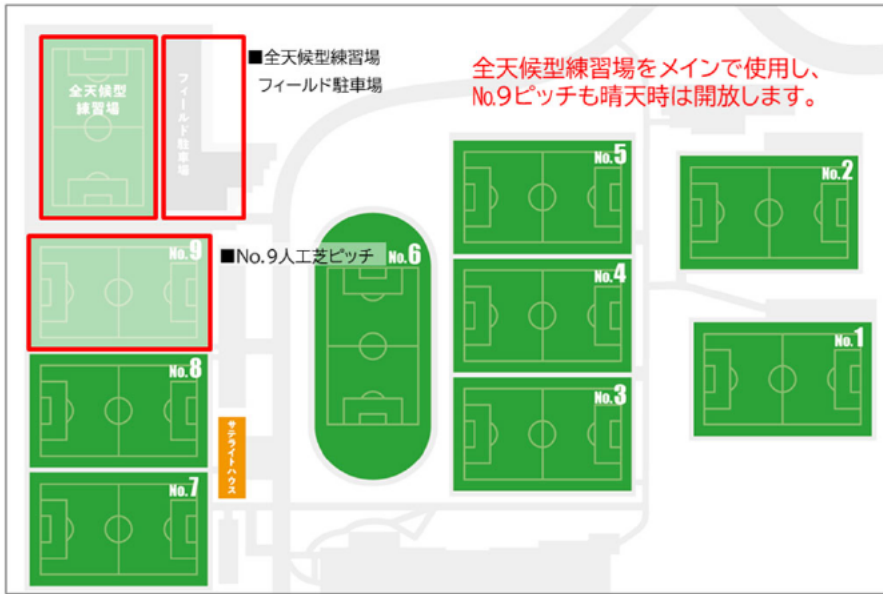 全天候型
練習場
フィールド駐車場
■全天候型練習場
フィールド駐車場
全天候型練習場をメインで使用し、
No.9ピッチも晴天時は開放します。
No.5
No.2
No.9
■No.9人工芝ピッチ
No.6
No.4
No.1
No.8
No.3
サテライトハウス
No.7